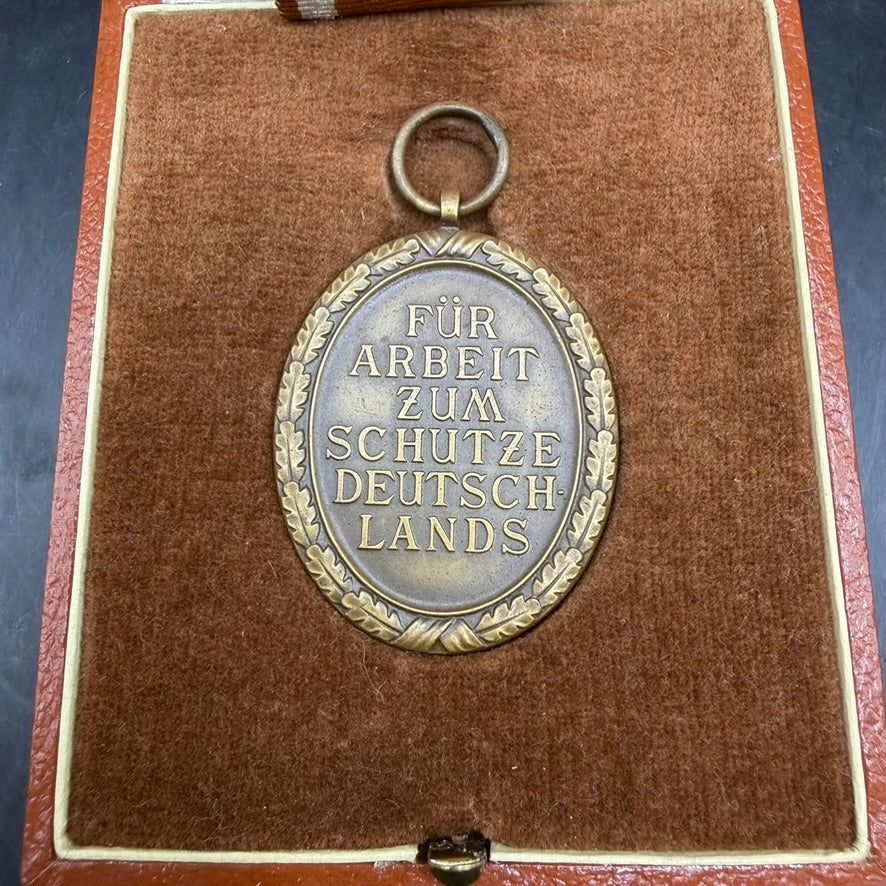 FÜR
ARBEIT
ZUM
SCHUTZE
DEUTSCH-
LANDS